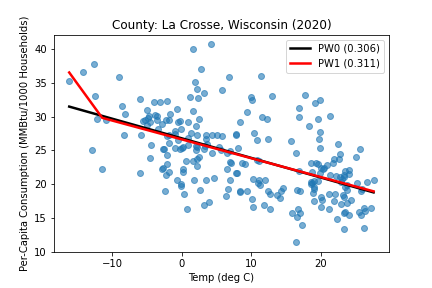 County: La Crosse, Wisconsin (2020)
Per-Capita Consumption (MMBtu/1000 Households)
40
35
30
25
20
15
10
PW0 (0.306)
PW1 (0.311)
−10 0 10 20
Temp (deg C)